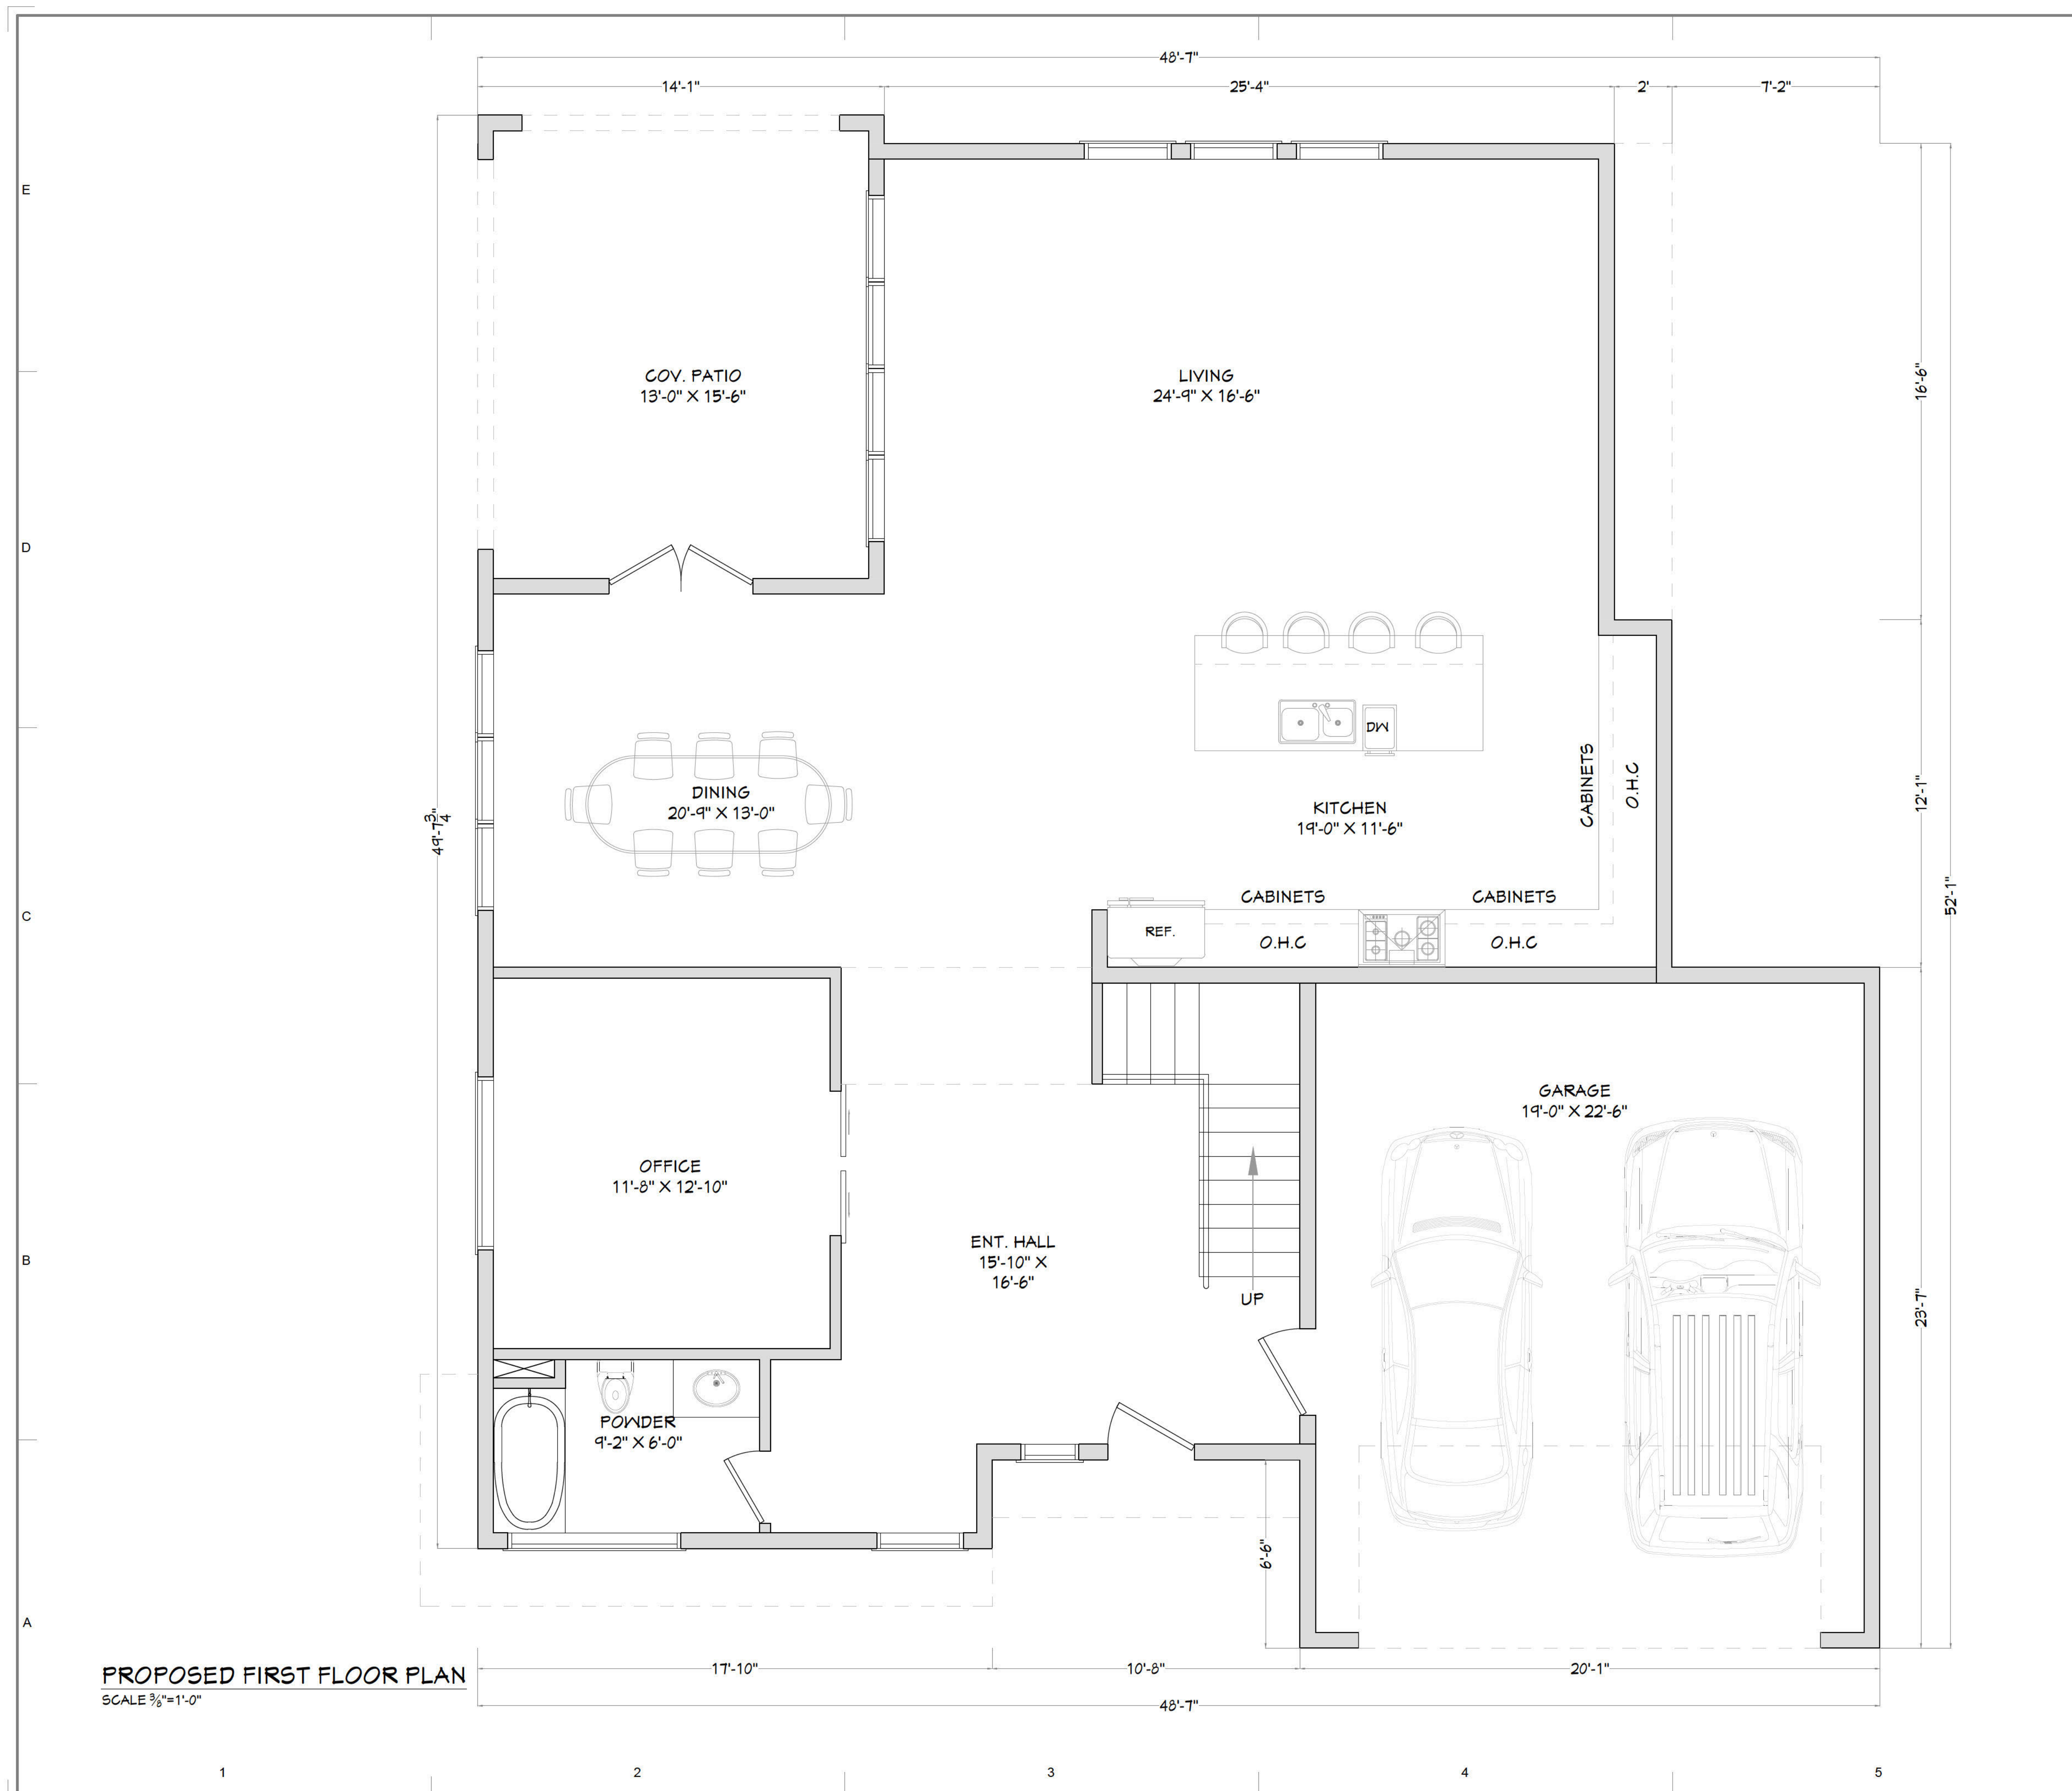 48'-7"
14'-1"
25'-4"
2'
7'-2"
E
COV. PATIO
13'-0" X 15'-6"
LIVING
24'-9" X 16'-6"
16'-6"
D
DW
CABINETS
O.H.C
DINING
20'-9" X 13'-0"
KITCHEN
19'-0" X 11'-6"
12'-1"
49'-7 3/4"
CABINETS
CABINETS
C
52'-1"
REF.
O.H.C
O.H.C
GARAGE
19'-0" X 22'-6"
OFFICE
11'-8" X 12'-10"
ENT. HALL
15'-10" X
16'-6"
B
UP
23'-7"
POWDER
9'-2" X 6'-0"
6'-6"
A
PROPOSED FIRST FLOOR PLAN
SCALE 3/8"=1'-0"
17'-10"
10'-8"
20'-1"
48'-7"
1
2
3
4
5